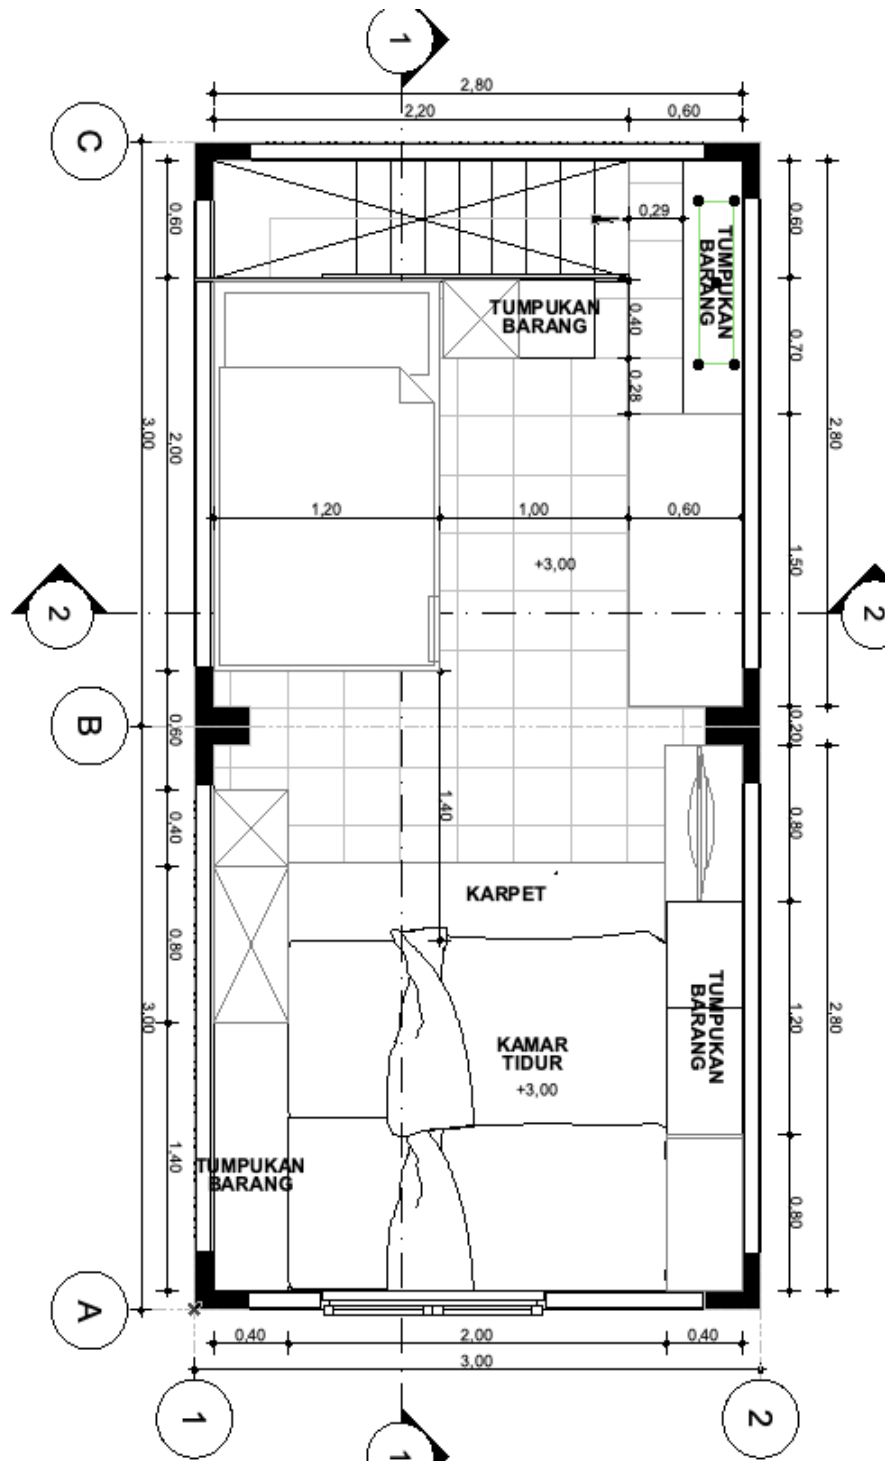 1
2,80
2,20
0,60
C
0,60
0,29
TUMPUKAN
BARANG
0,60
TUMPUKAN
BARANG
0,40
0,70
0,28
3,00
2,00
2,80
1,20
1,00
0,60
+3,00
1,50
2
2
B
0,60
0,20
1,40
0,40
0,80
KARPET
0,80
TUMPUKAN
BARANG
3,00
1,20
2,80
KAMAR
TIDUR
+3,00
1,40
TUMPUKAN
BARANG
0,80
A
0,40
2,00
0,40
3,00
1
2
1